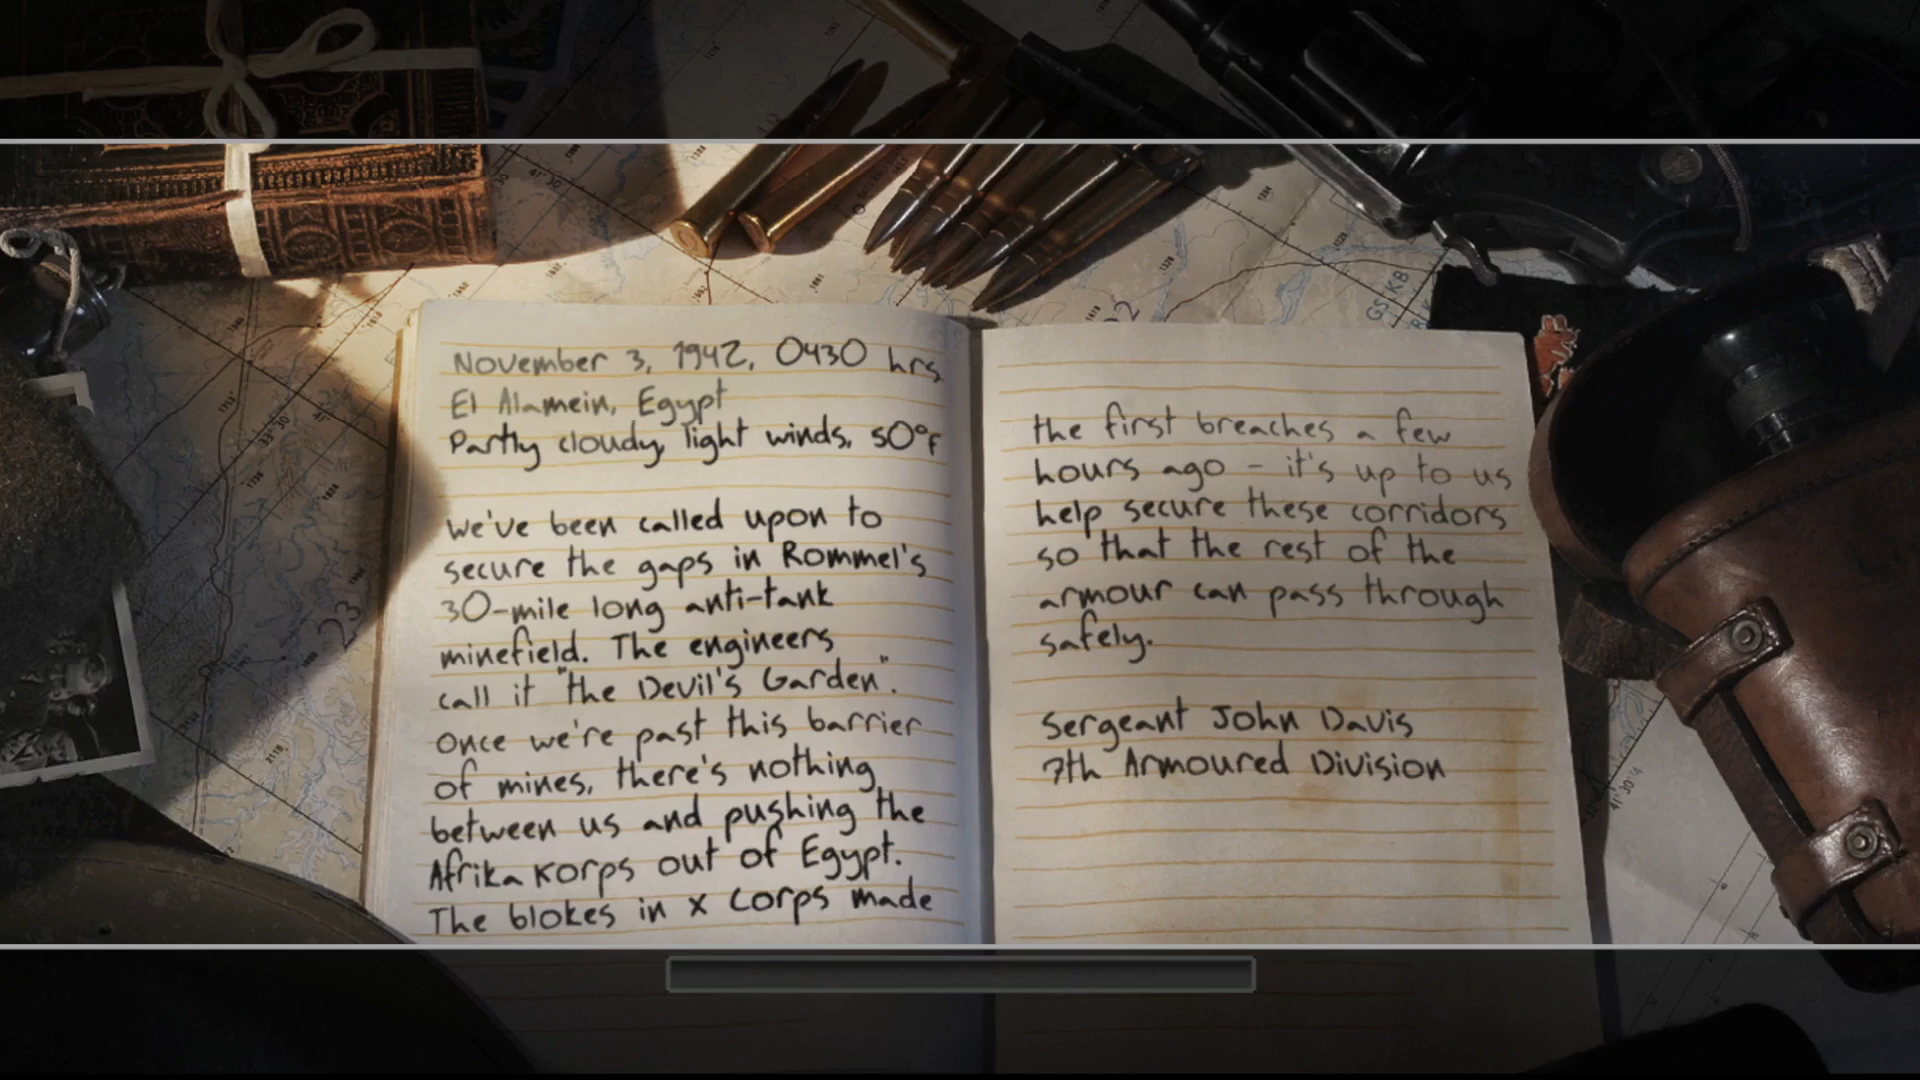 November 3, 1942, 0430 hrs
El Alamein, Egypt
Partly cloudy, light winds, 50°F
We've been called upon to
secure the gaps in Rommel's
30-mile long anti-tank
minefield. The engineers
call it "the Devil's Garden".
Once we're past this barrier
of mines, there's nothing
between us and pushing the
Afrika Korps out of Egypt.
The blokes in X Corps made
the first breaches a few
hours ago - it's up to us
help secure these corridors
so that the rest of the
armour can pass through
safely.
Sergeant John Davis
7th Armoured Division
GS, KB
23